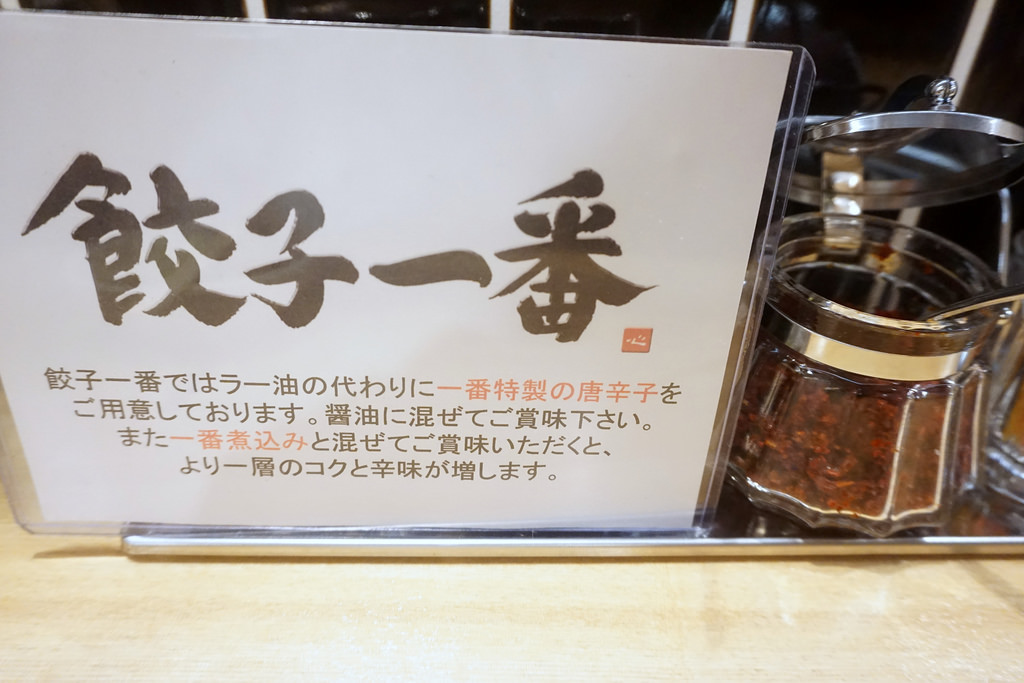 餃子一番
心
餃子一番ではラー油の代わりに一番特製の唐辛子を
ご用意しております。醤油に混ぜてご賞味下さい。
また一番煮込みと混ぜてご賞味いただくと、
より一層のコクと辛味が増します。